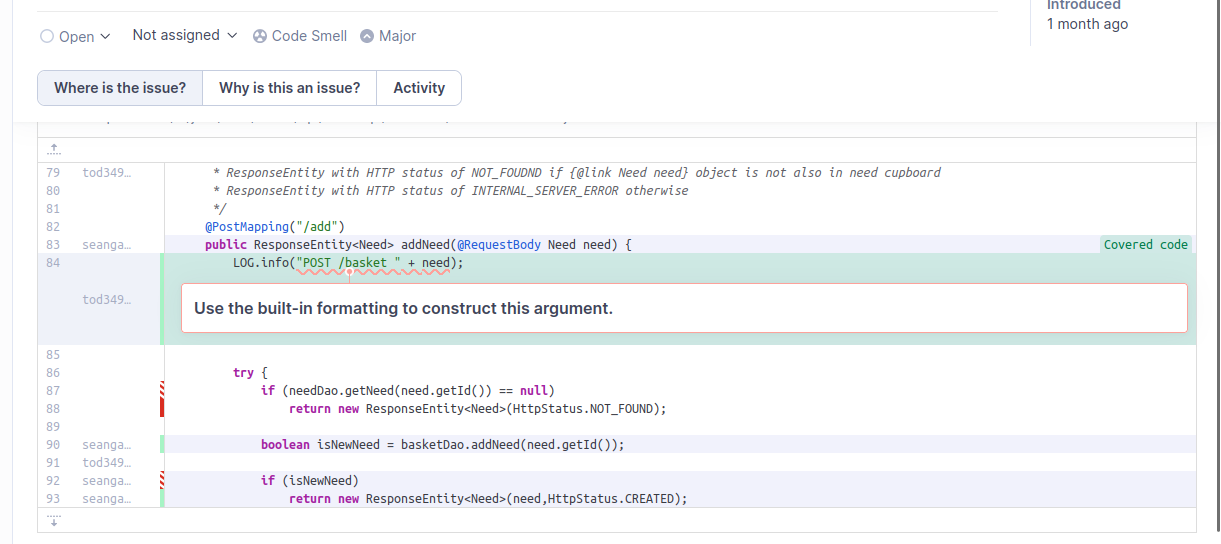 Introduced
1 month ago
Open Not assigned Code Smell Major
Where is the issue? Why is this an issue? Activity
79 tod349… * ResponseEntity with HTTP status of NOT_FOUDND if {@link Need need} object is not also in need cupboard
80 * ResponseEntity with HTTP status of INTERNAL_SERVER_ERROR otherwise
81 */
82 @PostMapping("/add")
83 seanga… public ResponseEntity<Need> addNeed(@RequestBody Need need) { Covered code
84 LOG.info("POST /basket " + need);
tod349… Use the built-in formatting to construct this argument.
85
86 try {
87 if (needDao.getNeed(need.getId()) == null)
88 return new ResponseEntity<Need>(HttpStatus.NOT_FOUND);
89
90 seanga… boolean isNewNeed = basketDao.addNeed(need.getId());
91 tod349…
92 seanga… if (isNewNeed)
93 seanga… return new ResponseEntity<Need>(need,HttpStatus.CREATED);